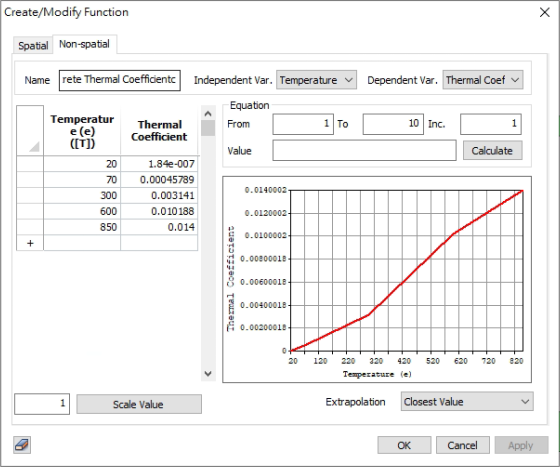 Create/Modify Function
Spatial Non-spatial
Name rete Thermal Coefficientc Independent Var. Temperature Dependent Var. Thermal Coef
Temperatur
e (e)
([T])
Thermal
Coefficient
20 1.84e-007
70 0.00045789
300 0.003141
600 0.010188
850 0.014
+
Equation
From 1 To 10 Inc. 1
Value Calculate
Thermal Coefficient
0.0140002
0.0120002
0.0100002
0.00800018
0.00600018
0.00400018
0.00200018
0
20 120 220 320 420 520 620 720 820
Temperature (e)
1 Scale Value
Extrapolation Closest Value
OK Cancel Apply